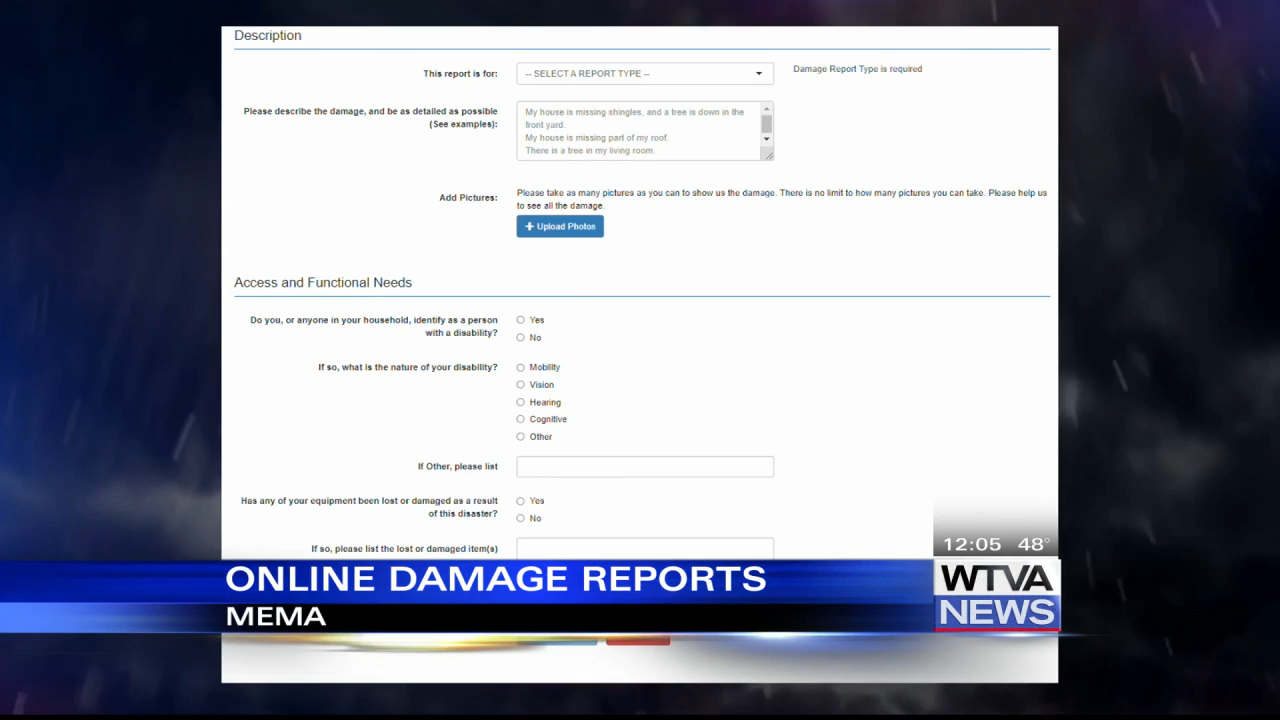 Description
This report is for:
-- SELECT A REPORT TYPE --
Damage Report Type is required
Please describe the damage, and be as detailed as possible
(See examples):
My house is missing shingles, and a tree is down in the
front yard.
My house is missing part of my roof.
There is a tree in my living room.
Add Pictures:
Please take as many pictures as you can to show us the damage. There is no limit to how many pictures you can take. Please help us
to see all the damage.
Upload Photos
Access and Functional Needs
Do you, or anyone in your household, identify as a person
with a disability?
Yes
No
If so, what is the nature of your disability?
Mobility
Vision
Hearing
Cognitive
Other
If Other, please list
Has any of your equipment been lost or damaged as a result
of this disaster?
Yes
No
If so, please list the lost or damaged item(s)
12:05 48°
ONLINE DAMAGE REPORTS
MEMA
WTVA
NEWS